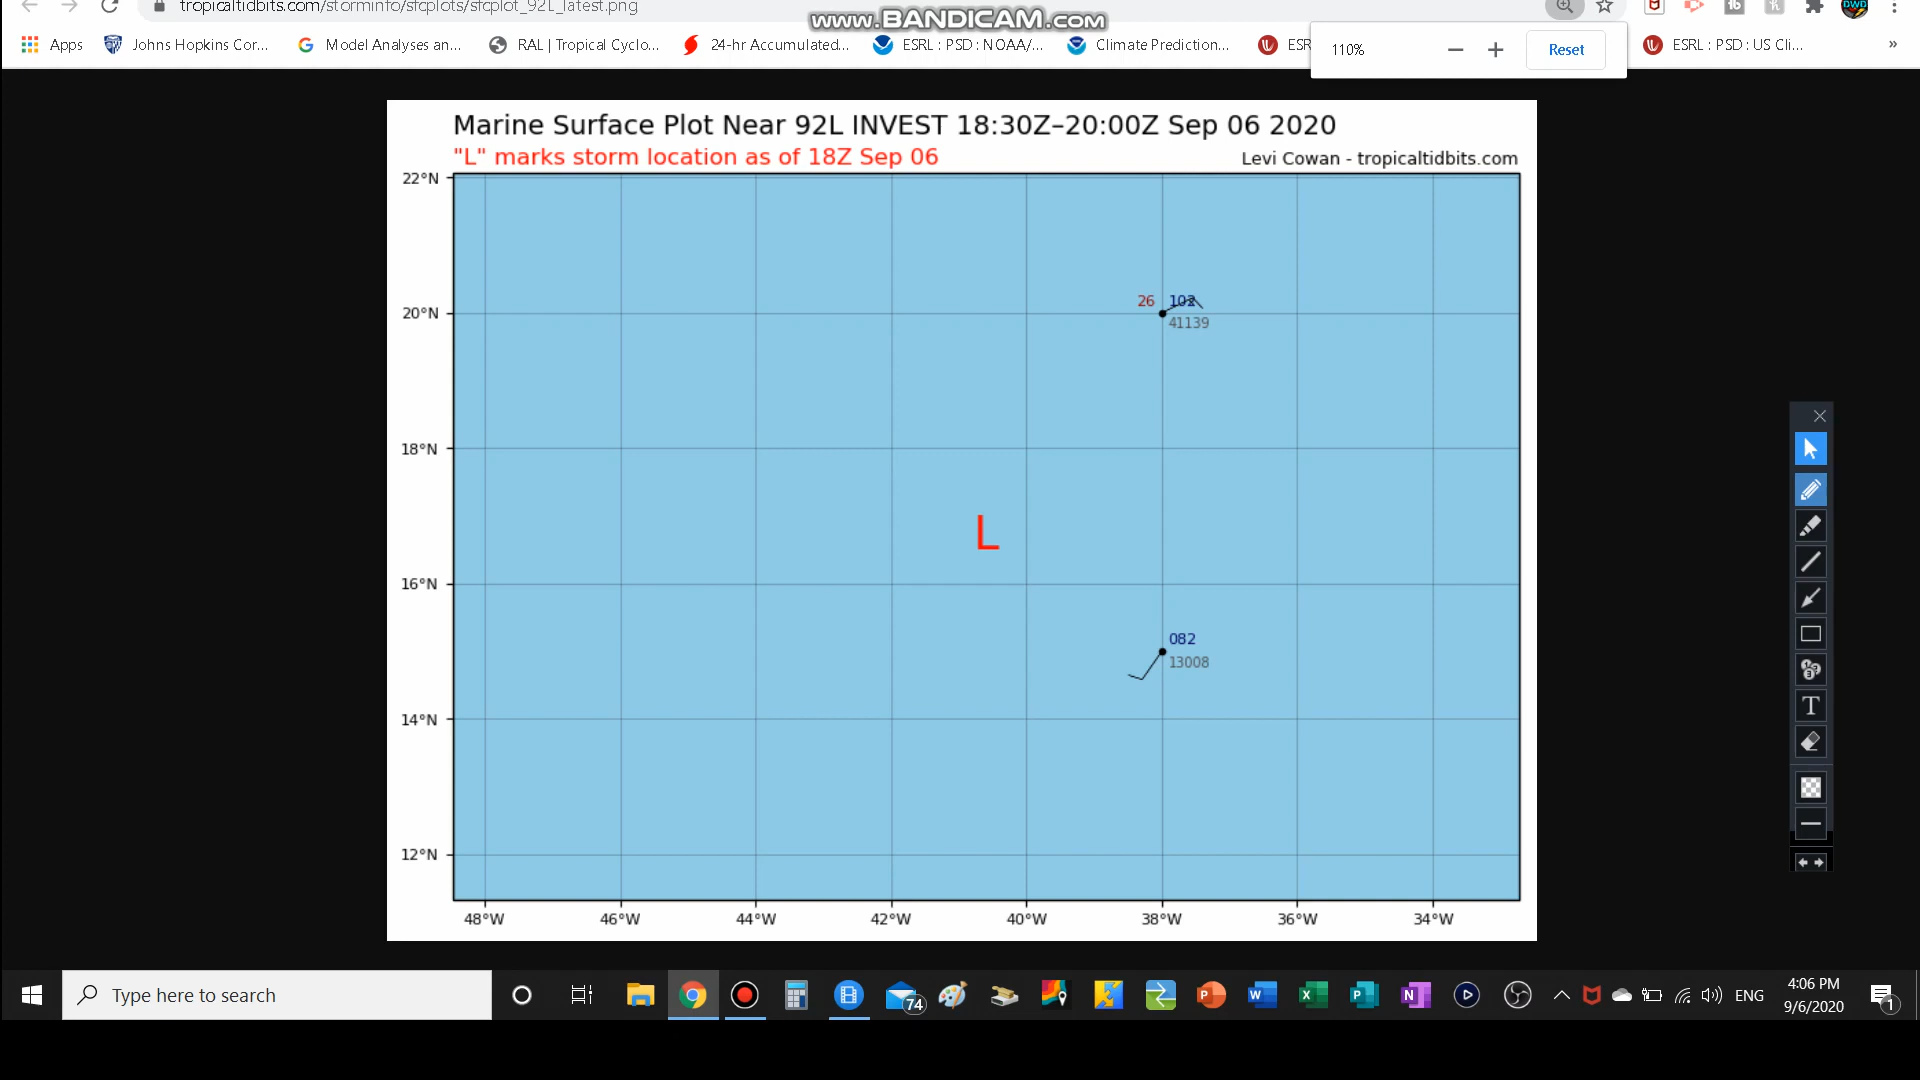 tropicaltidbits.com/storminfo/sfcplots/sfcplot_92L_latest.png
www.BANDICAM.com
Apps
Johns Hopkins Cor...
Model Analyses an...
RAL | Tropical Cyclo...
24-hr Accumulated...
ESRL : PSD : NOAA/...
Climate Prediction...
ESR
110%
Reset
ESRL : PSD : US Cli...
Marine Surface Plot Near 92L INVEST 18:30Z–20:00Z Sep 06 2020
"L" marks storm location as of 18Z Sep 06
Levi Cowan - tropicaltidbits.com
22°N
20°N
18°N
16°N
14°N
12°N
26 102
41139
L
082
13008
48°W 46°W 44°W 42°W 40°W 38°W 36°W 34°W
Type here to search
74
ENG
4:06 PM
9/6/2020
1